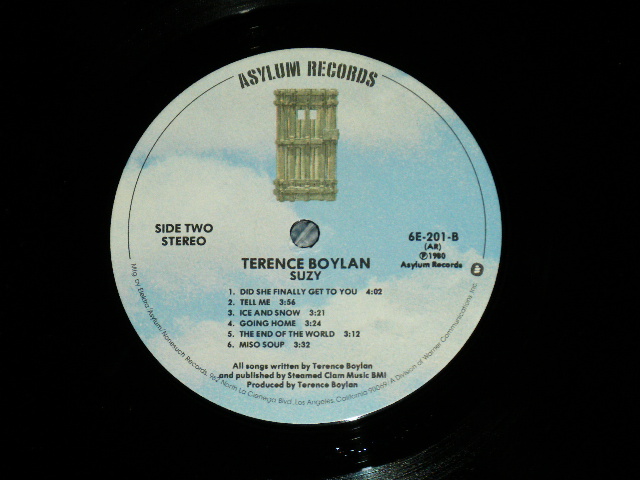 ASYLUM RECORDS
SIDE TWO
STEREO
6E-201-B
(AR)
Ⓟ1980
Asylum Records
TERENCE BOYLAN
SUZY
1. DID SHE FINALLY GET TO YOU 4:02
2. TELL ME 3:56
3. ICE AND SNOW 3:21
4. GOING HOME 3:24
5. THE END OF THE WORLD 3:12
6. MISO SOUP 3:32
All songs written by Terence Boylan
and published by Steamed Clam Music BMI
Produced by Terence Boylan
Mfg by Elektra/Asylum/Nonesuch Records, 962 North La Cienega Blvd., Los Angeles, California 90069. A Division of Warner Communications Inc.